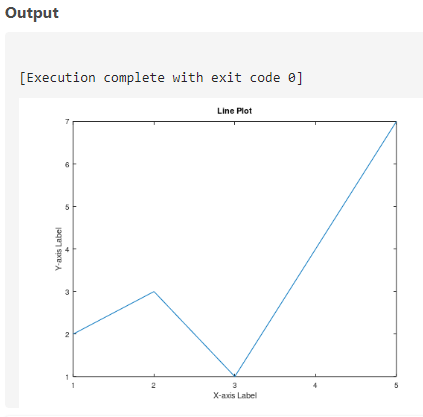 Output
[Execution complete with exit code 0]
Line Plot
7
6
5
4
3
2
1
Y-axis Label
1 2 3 4 5
X-axis Label